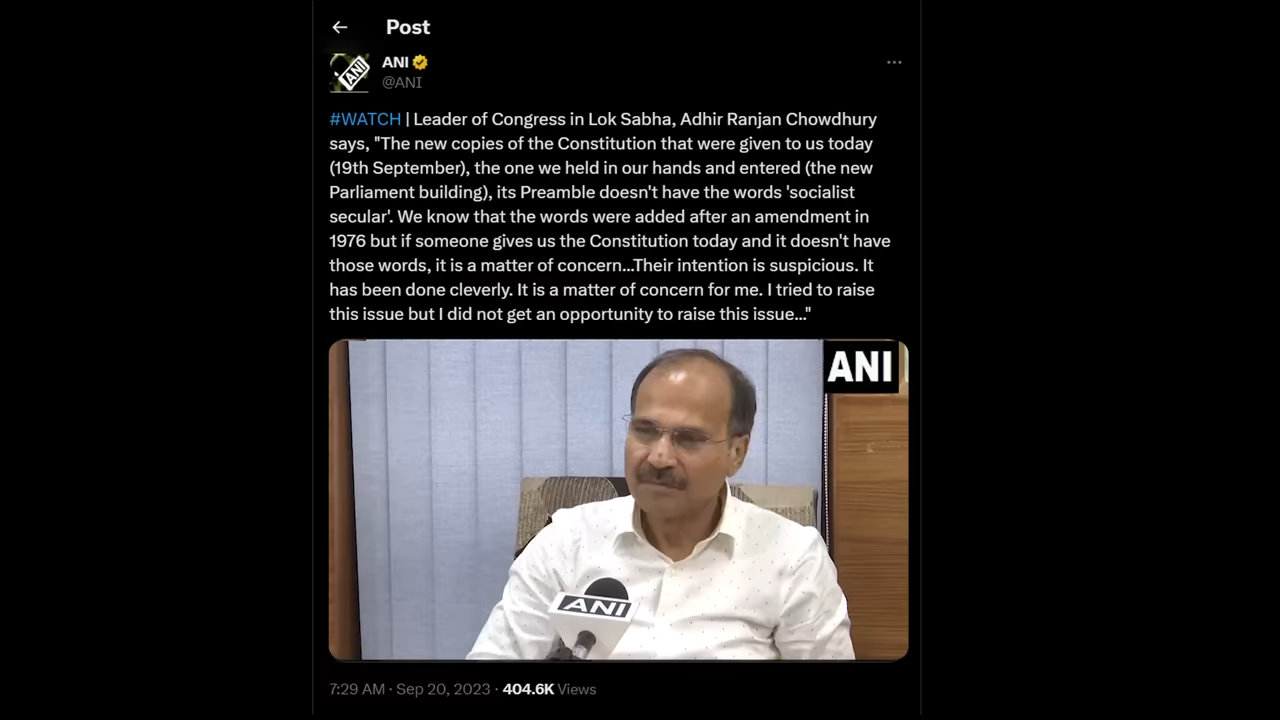 Post
ANI
ANI
@ANI
#WATCH | Leader of Congress in Lok Sabha, Adhir Ranjan Chowdhury
says, "The new copies of the Constitution that were given to us today
(19th September), the one we held in our hands and entered (the new
Parliament building), its Preamble doesn't have the words 'socialist
secular'. We know that the words were added after an amendment in
1976 but if someone gives us the Constitution today and it doesn't have
those words, it is a matter of concern...Their intention is suspicious. It
has been done cleverly. It is a matter of concern for me. I tried to raise
this issue but I did not get an opportunity to raise this issue..."
ANI
ANI
7:29 AM · Sep 20, 2023 · 404.6K Views